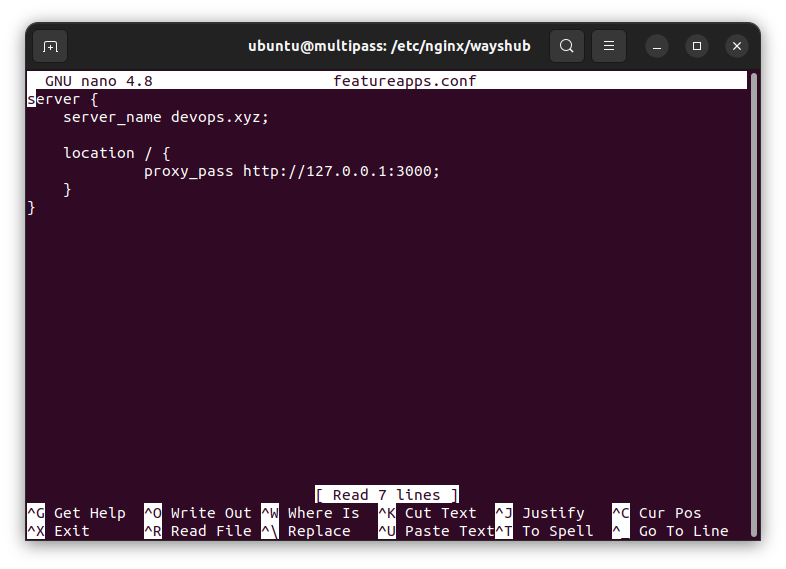 ubuntu@multipass: /etc/nginx/wayshub
GNU nano 4.8 featureapps.conf
server {
    server_name devops.xyz;

    location / {
             proxy_pass http://127.0.0.1:3000;
    }
}
[ Read 7 lines ]
^G Get Help ^O Write Out ^W Where Is ^K Cut Text ^J Justify ^C Cur Pos
^X Exit ^R Read File ^\ Replace ^U Paste Text ^T To Spell ^_ Go To Line